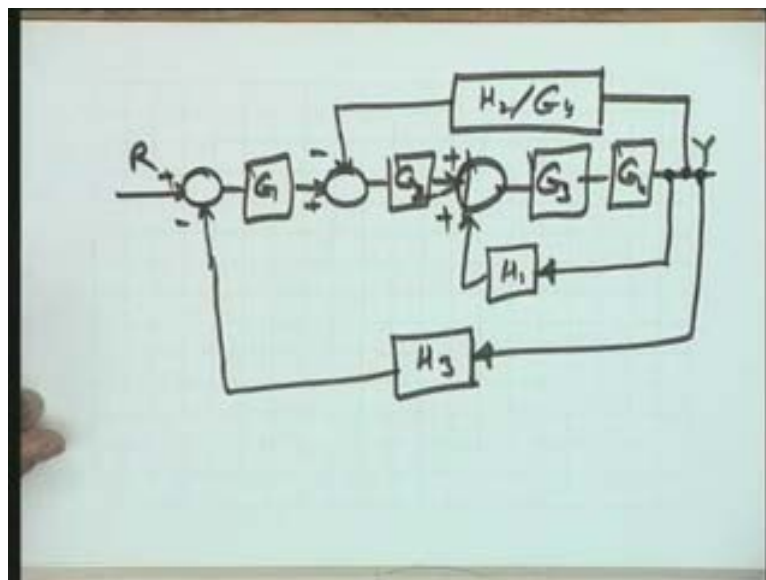 H₂/G₄
R + G₁ + - G₂ + G₃ G₄ Y
- +
H₁
H₃